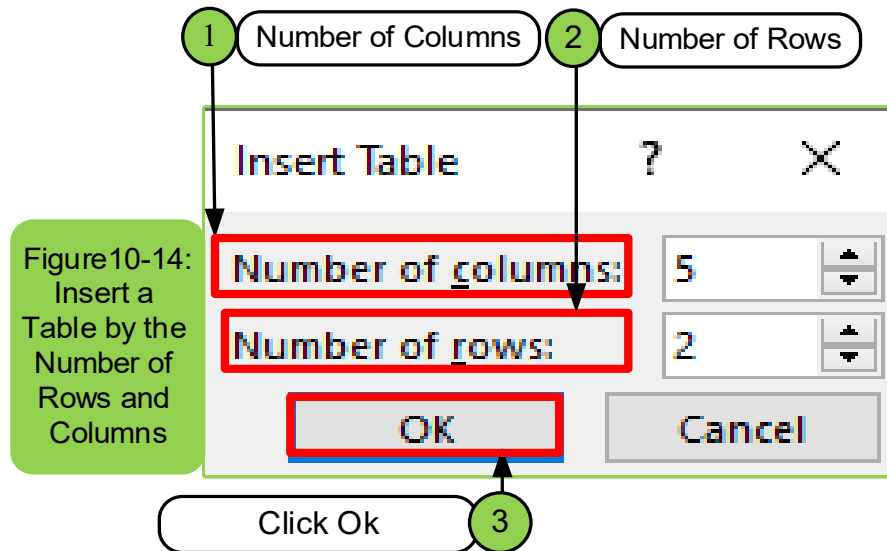 1 Number of Columns 2 Number of Rows
Insert Table ? ×
Number of columns: 5
Number of rows: 2
OK Cancel
Figure10-14:
Insert a
Table by the
Number of
Rows and
Columns
Click Ok 3